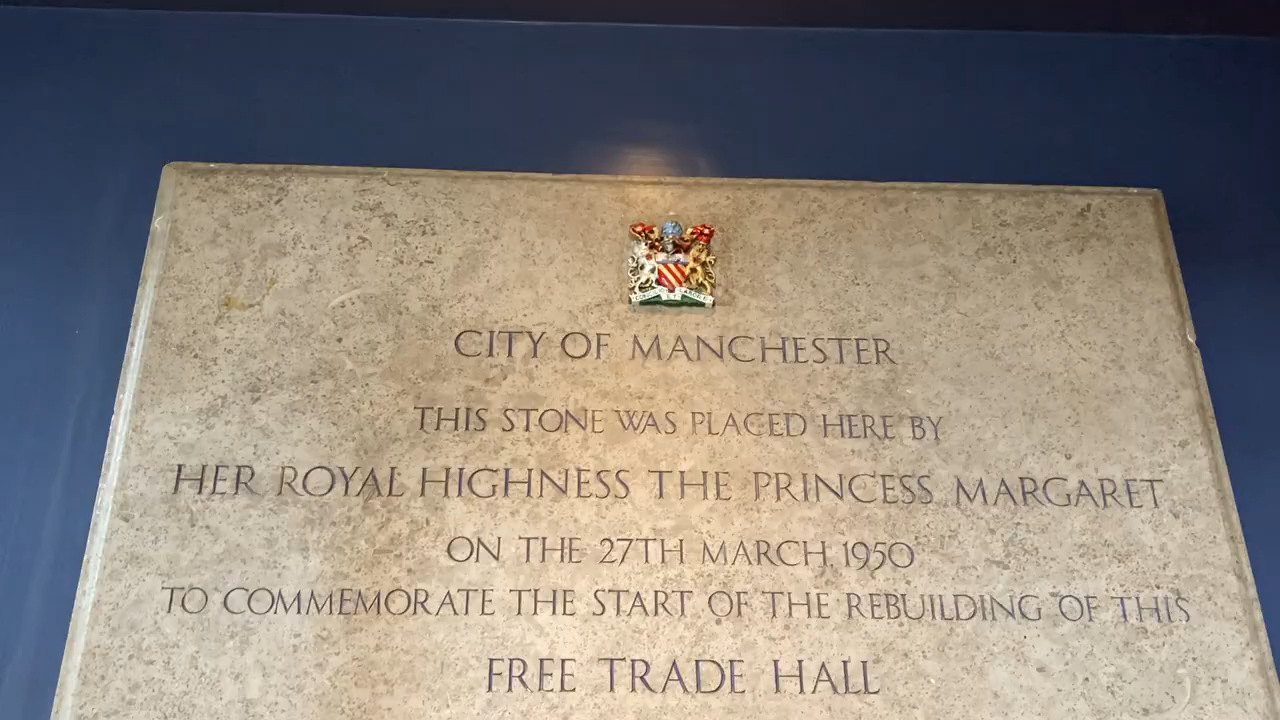 CITY OF MANCHESTER
THIS STONE WAS PLACED HERE BY
HER ROYAL HIGHNESS THE PRINCESS MARGARET
ON THE 27TH MARCH 1950
TO COMMEMORATE THE START OF THE REBUILDING OF THIS
FREE TRADE HALL